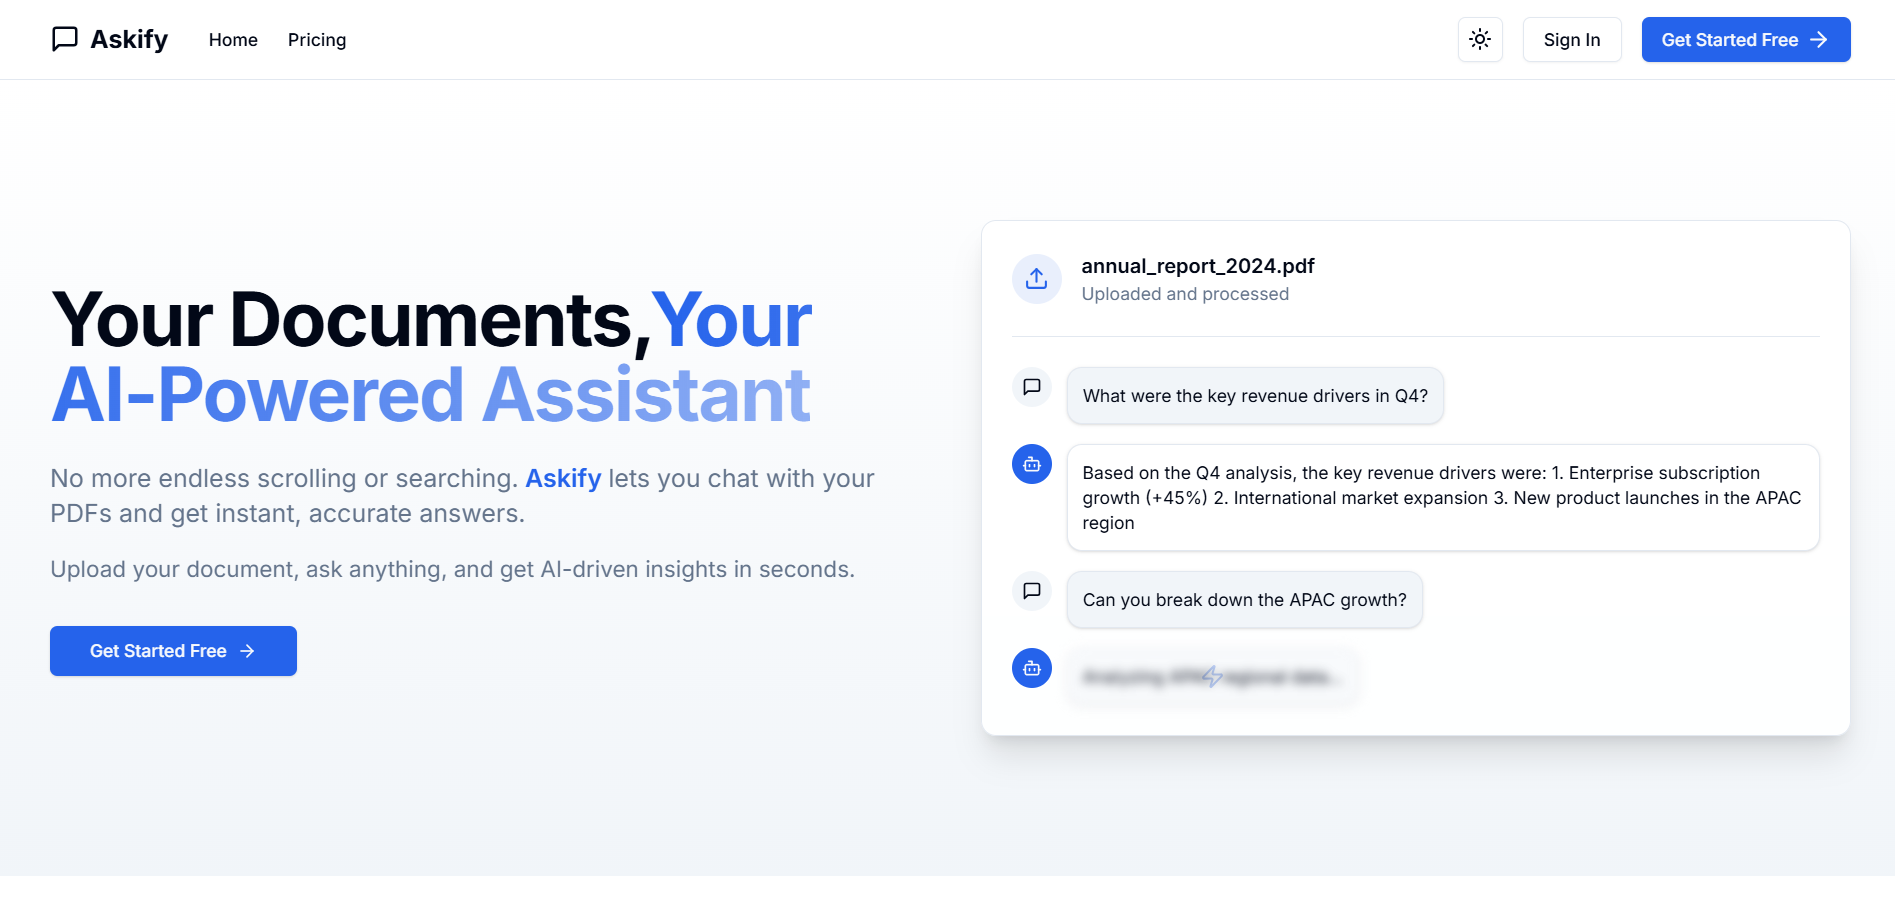 Askify
Home
Pricing
Sign In
Get Started Free
Your Documents,Your
AI-Powered Assistant
No more endless scrolling or searching. Askify lets you chat with your
PDFs and get instant, accurate answers.
Upload your document, ask anything, and get AI-driven insights in seconds.
Get Started Free
annual_report_2024.pdf
Uploaded and processed
What were the key revenue drivers in Q4?
Based on the Q4 analysis, the key revenue drivers were: 1. Enterprise subscription
growth (+45%) 2. International market expansion 3. New product launches in the APAC
region
Can you break down the APAC growth?